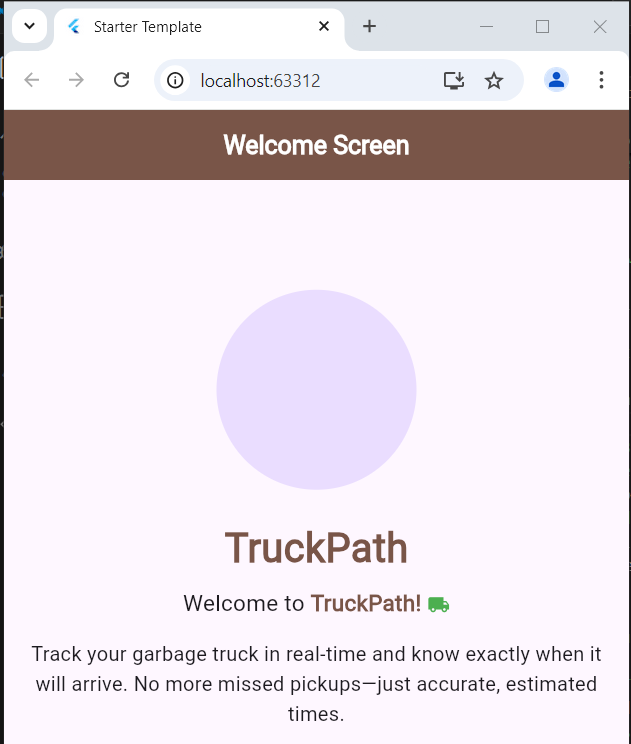 Starter Template
localhost:63312
Welcome Screen
TruckPath
Welcome to TruckPath!
Track your garbage truck in real-time and know exactly when it
will arrive. No more missed pickups—just accurate, estimated
times.